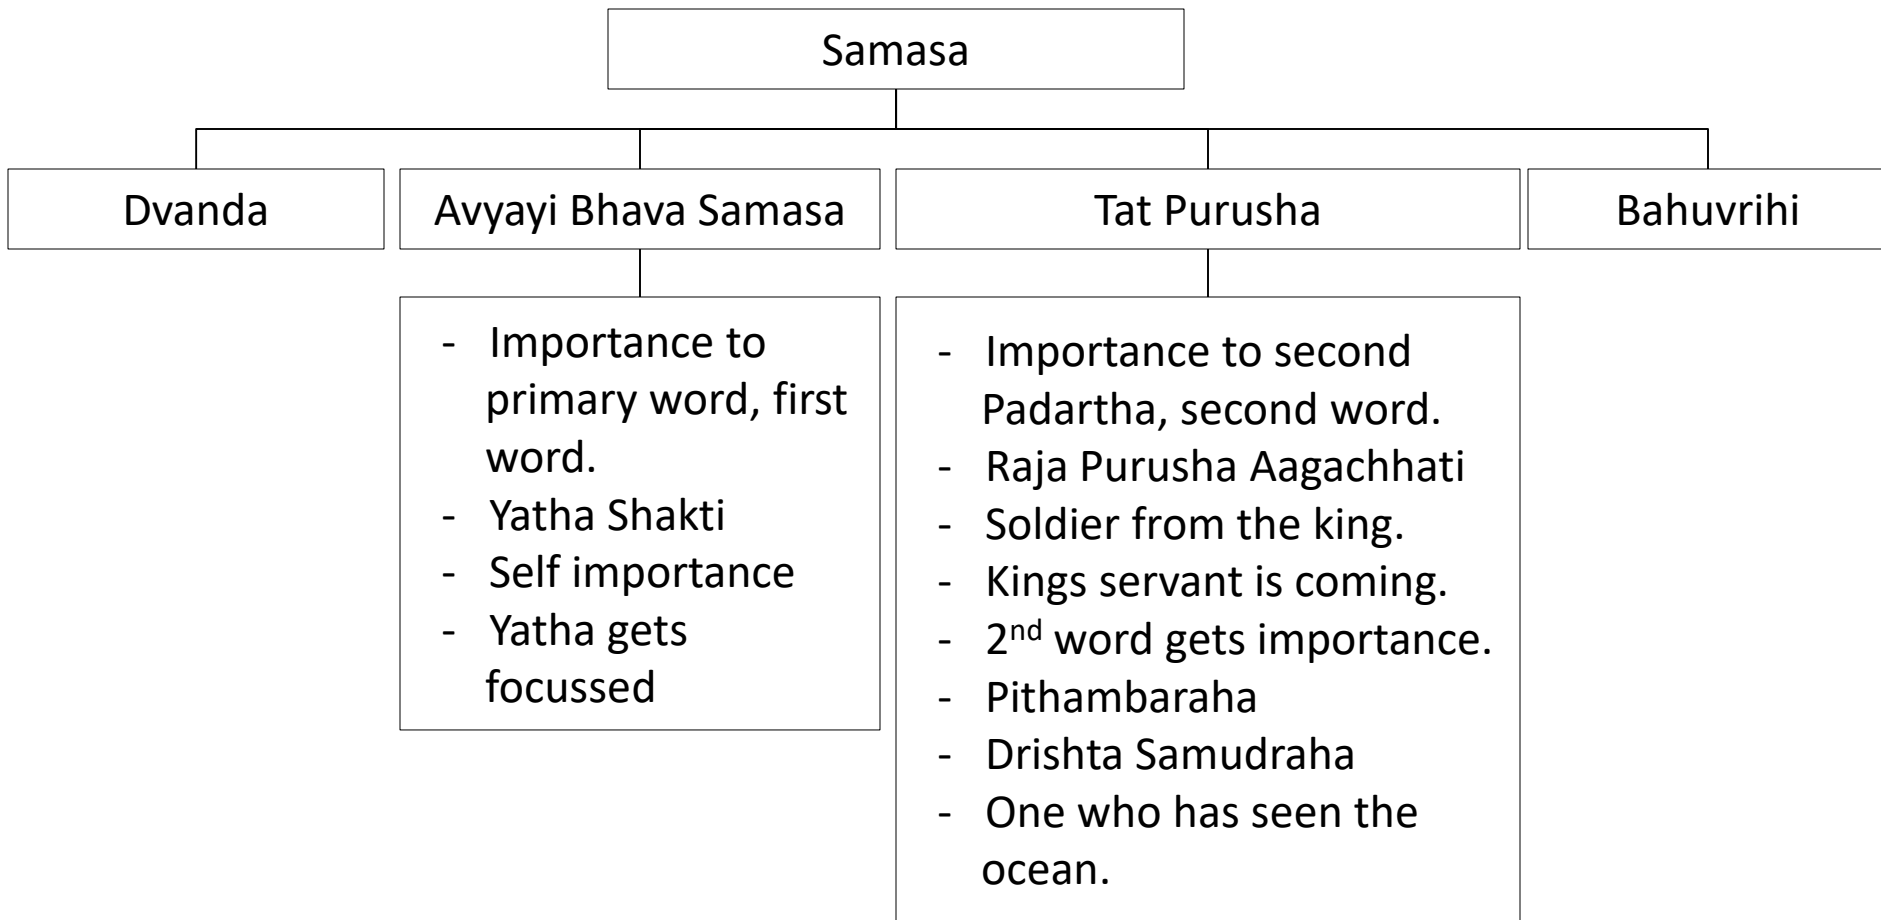 Samasa
Dvanda
Avyayi Bhava Samasa
Tat Purusha
Bahuvrihi
- Importance to
primary word, first
word.
- Yatha Shakti
- Self importance
- Yatha gets
focussed
- Importance to second
Padartha, second word.
- Raja Purusha Aagachhati
- Soldier from the king.
- Kings servant is coming.
- 2nd word gets importance.
- Pithambaraha
- Drishta Samudraha
- One who has seen the
ocean.